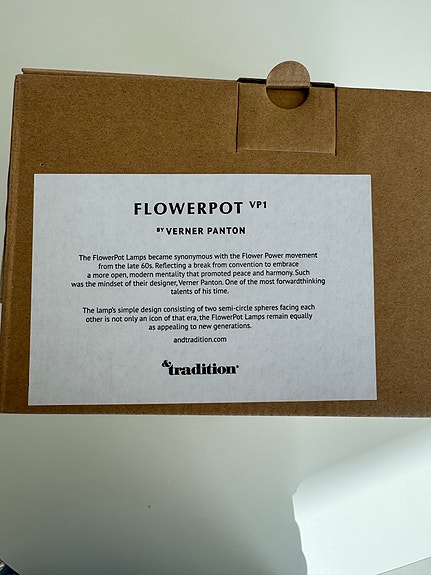 FLOWERPOT VP1
BY VERNER PANTON
The FlowerPot Lamps became synonymous with the Flower Power movement
from the late 60s. Reflecting a break from convention to embrace
a more open, modern mentality that promoted peace and harmony. Such
was the mindset of their designer, Verner Panton. One of the most forwardthinking
talents of his time.
The lamp's simple design consisting of two semi-circle spheres facing each
other is not only an icon of that era, the FlowerPot Lamps remain equally
as appealing to new generations.
andtradition.com
&tradition®